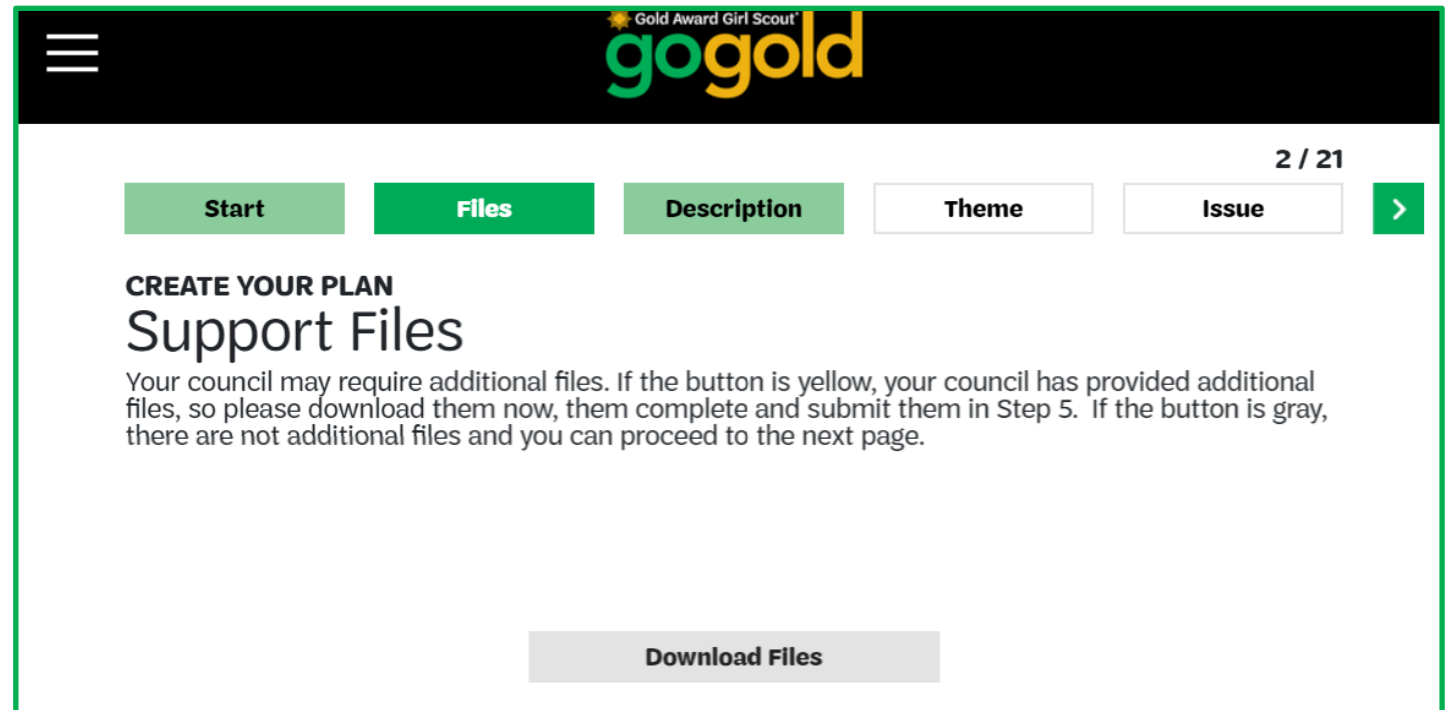 Gold Award Girl Scout
gogold
2 / 21
Start
Files
Description
Theme
Issue
CREATE YOUR PLAN
Support Files
Your council may require additional files. If the button is yellow, your council has provided additional
files, so please download them now, them complete and submit them in Step 5.  If the button is gray,
there are not additional files and you can proceed to the next page.
Download Files